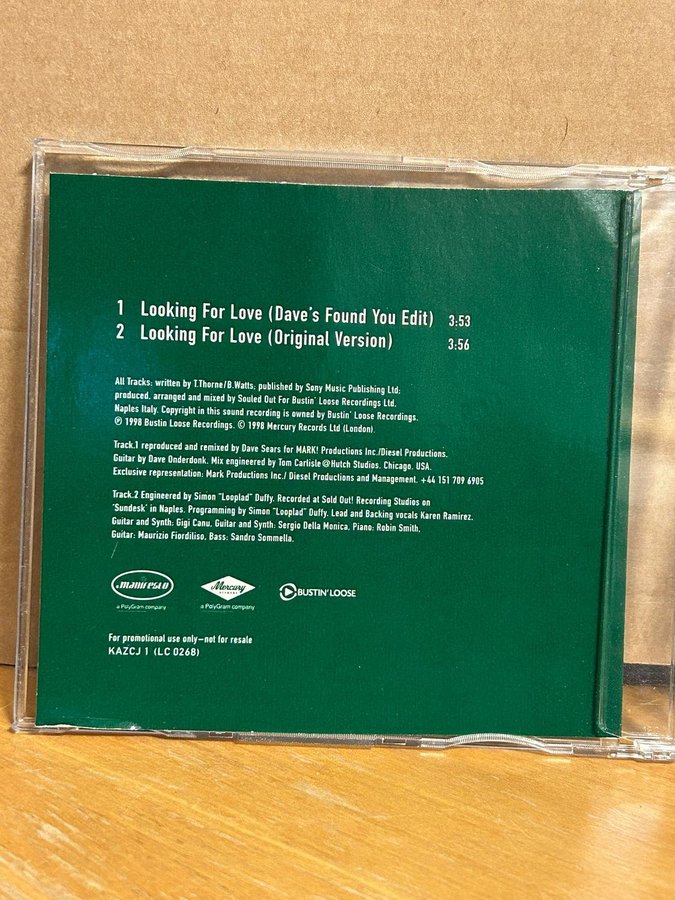 1 Looking For Love (Dave's Found You Edit) 3:53
2 Looking For Love (Original Version) 3:56
All Tracks; written by T.Thorne/B.Watts; published by Sony Music Publishing Ltd;
produced, arranged and mixed by Souled Out For Bustin' Loose Recordings Ltd.
Naples Italy. Copyright in this sound recording is owned by Bustin' Loose Recordings.
℗ 1998 Bustin Loose Recordings. © 1998 Mercury Records Ltd (London).
Track.1 reproduced and remixed by Dave Sears for MARK! Productions Inc./Diesel Productions.
Guitar by Dave Onderdonk. Mix engineered by Tom Carlisle@Hutch Studios. Chicago. USA.
Exclusive representation: Mark Productions Inc./ Diesel Productions and Management. +44 151 709 6905
Track.2 Engineered by Simon "Looplad" Duffy. Recorded at Sold Out! Recording Studios on
'Sundesk' in Naples. Programming by Simon "Looplad" Duffy. Lead and Backing vocals Karen Ramirez.
Guitar and Synth: Gigi Canu, Guitar and Synth: Sergio Della Monica, Piano: Robin Smith,
Guitar: Maurizio Fiordiliso, Bass: Sandro Sommella.
.manifesto Mercury RECORDS BUSTIN' LOOSE
a PolyGram company a PolyGram company
For promotional use only—not for resale
KAZCJ 1 (LC 0268)